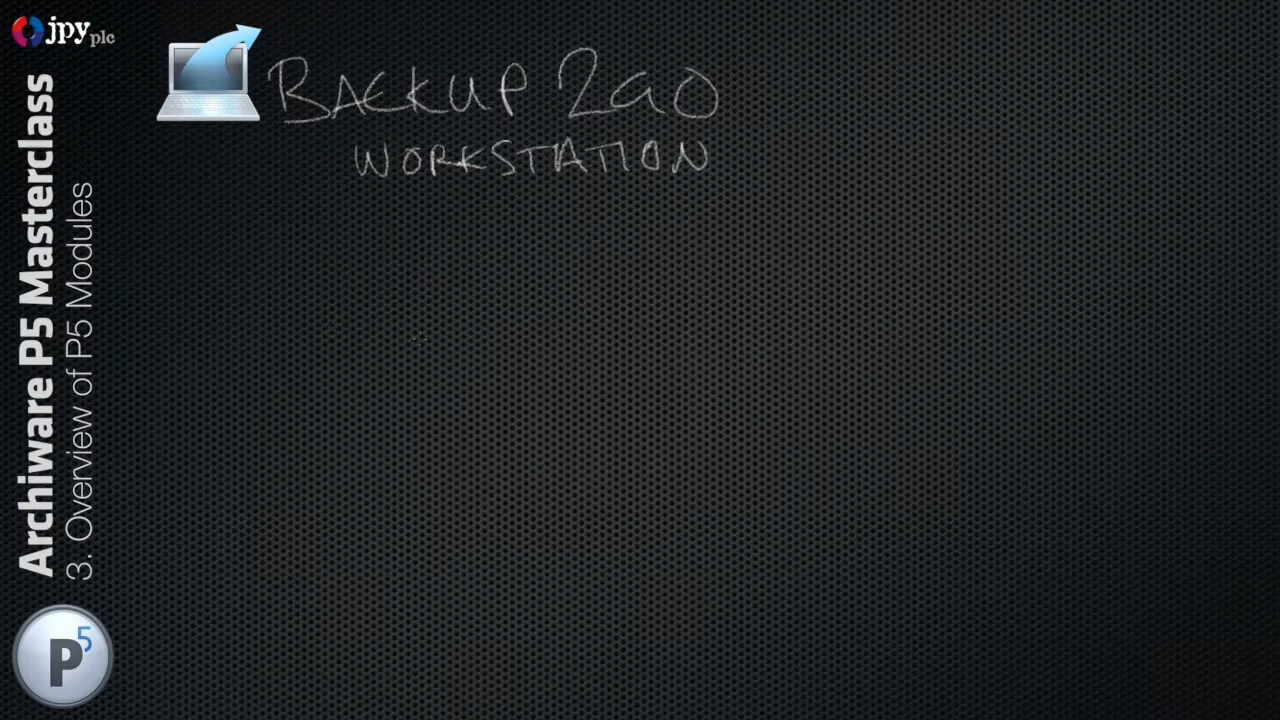 jpy plc
BACKUP 2GO
WORKSTATION
Archiware P5 Masterclass
3. Overview of P5 Modules
P5